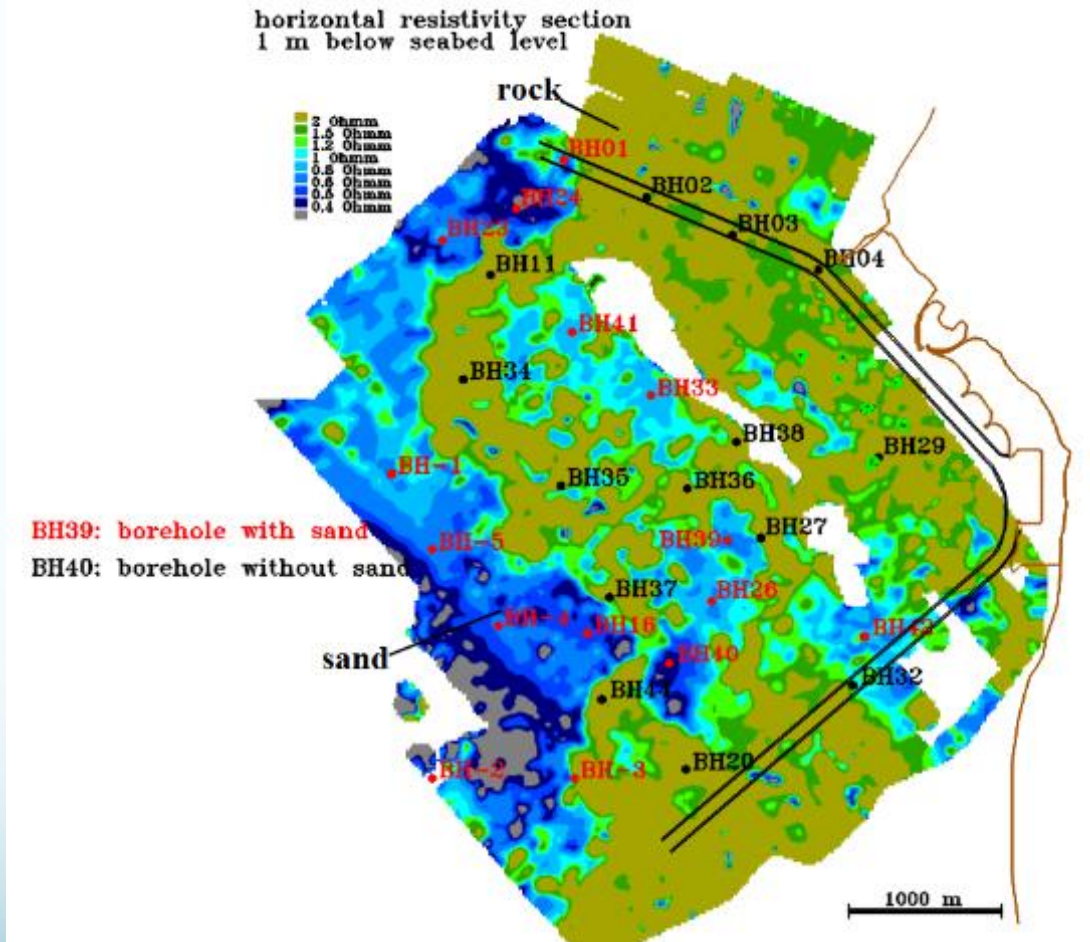 horizontal resistivity section
1 m below seabed level
rock
2 Ohmm
1.5 Ohmm
1.2 Ohmm
1 Ohmm
0.8 Ohmm
0.6 Ohmm
0.5 Ohmm
0.4 Ohmm
BH01
BH02
BH24
BH03
BH23
BH04
BH11
BH41
BH34
BH33
BH38
BH29
BH-1
BH35
BH36
BH39: borehole with sand
BH-5
BH39
BH27
BH40: borehole without sand
BH37
BH26
BH-4
BH16
BH42
sand
BH40
BH32
BH44
BH20
BH-2
BH-3
1000 m